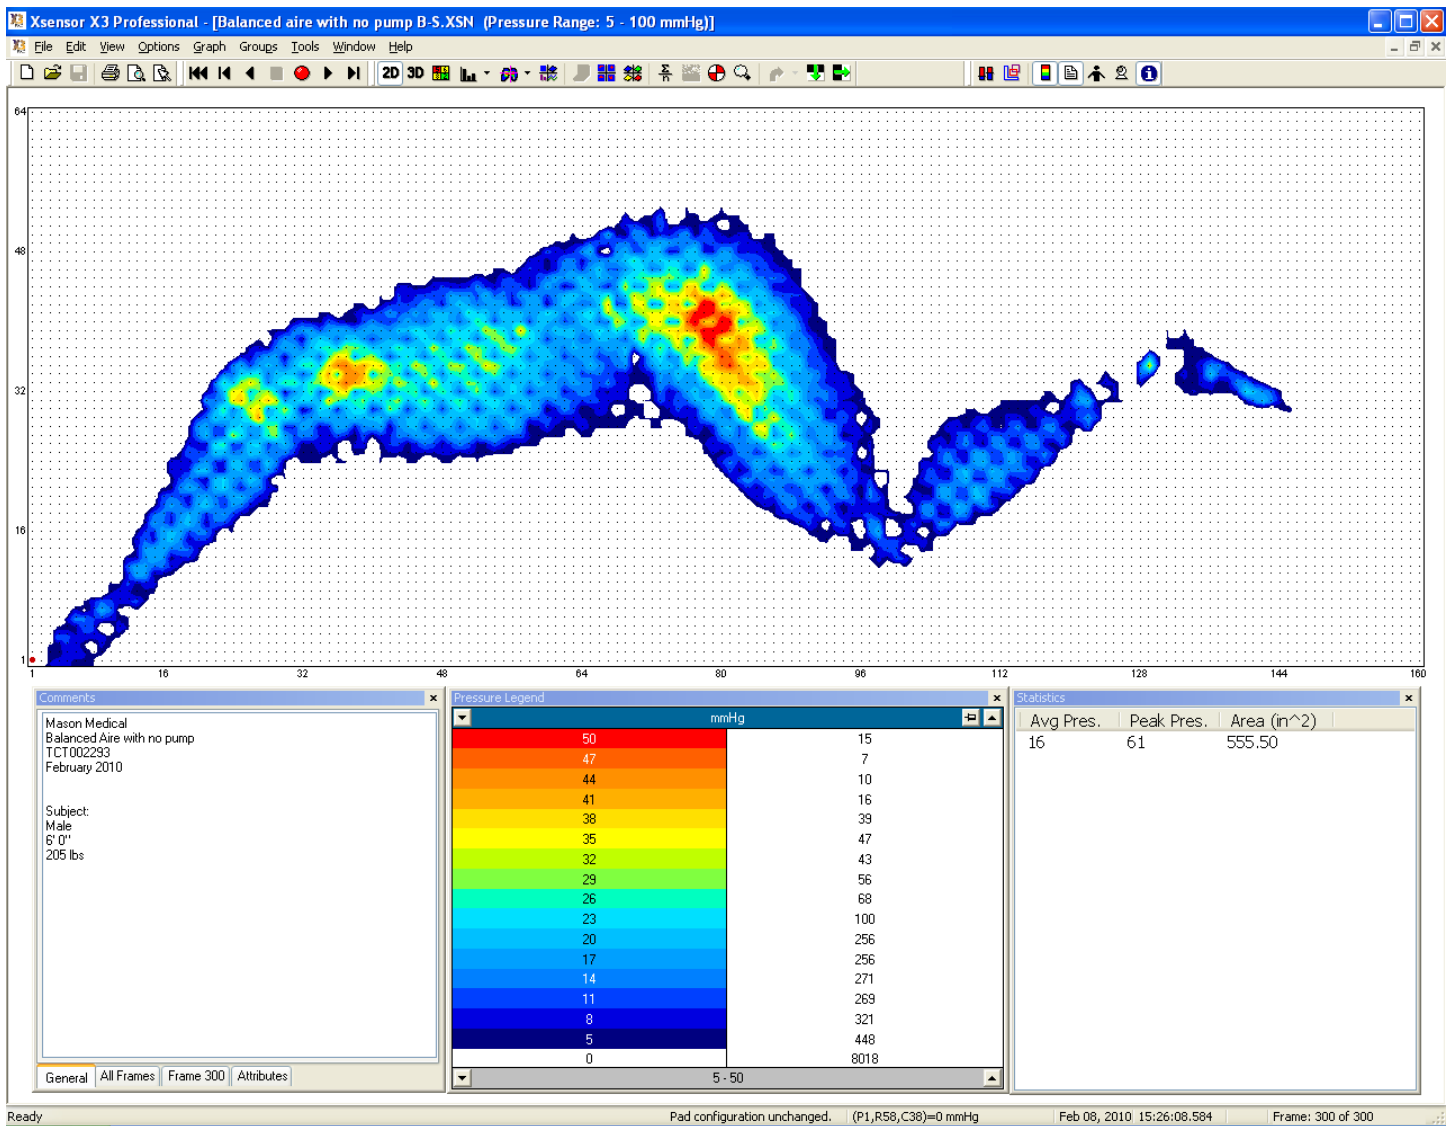 Xsensor X3 Professional - [Balanced aire with no pump B-S.XSN (Pressure Range: 5 - 100 mmHg)]
File Edit View Options Graph Groups Tools Window Help
2D 3D
64
48
32
16
1
1 16 32 48 64 80 96 112 128 144 160
Comments
Mason Medical
Balanced Aire with no pump
TCT002293
February 2010
Subject:
Male
6' 0"
205 lbs
General All Frames Frame 300 Attributes
Pressure Legend
mmHg
50 15
47 7
44 10
41 16
38 39
35 47
32 43
29 56
26 68
23 100
20 256
17 256
14 271
11 269
8 321
5 448
0 8018
5 - 50
Statistics
Avg Pres. Peak Pres. Area (in^2)
16 61 555.50
Ready Pad configuration unchanged. (P1,R58,C38)=0 mmHg Feb 08, 2010 15:26:08.584 Frame: 300 of 300